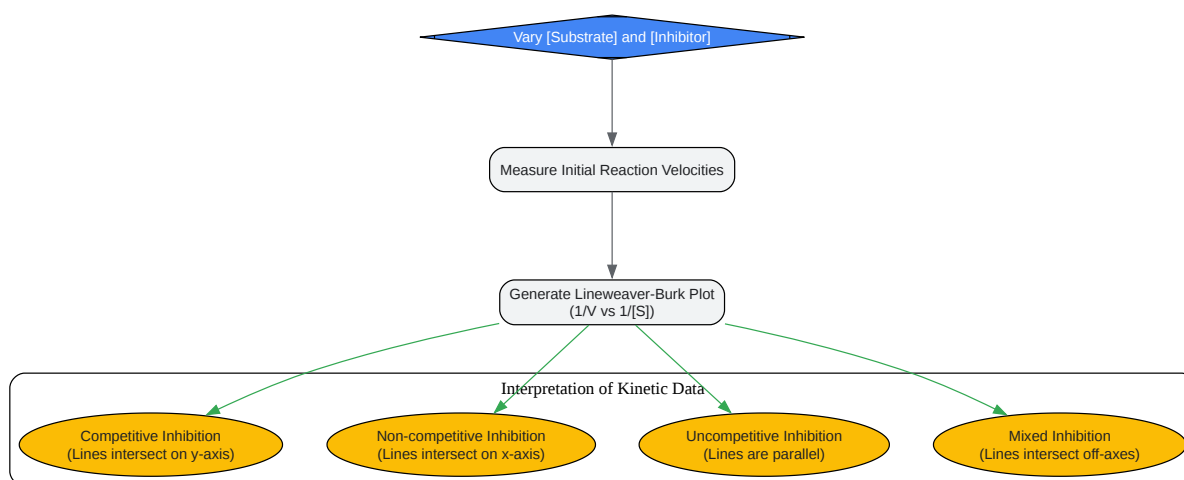 Vary [Substrate] and [Inhibitor]
Measure Initial Reaction Velocities
Generate Lineweaver-Burk Plot
(1/V vs 1/[S])
Interpretation of Kinetic Data
Competitive Inhibition
(Lines intersect on y-axis)
Non-competitive Inhibition
(Lines intersect on x-axis)
Uncompetitive Inhibition
(Lines are parallel)
Mixed Inhibition
(Lines intersect off-axes)